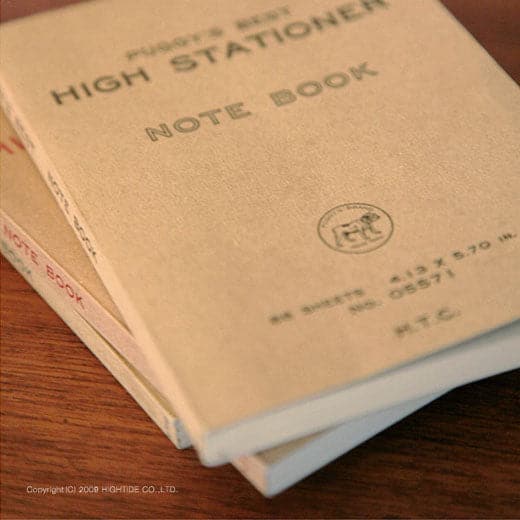 PUGGY'S BEST
HIGH STATIONER
NOTE BOOK
SHEETS 4.13 X 5.70 IN.
NO. 05571
H.T.C.
NOTE BOOK
NOTE BOOK
BOOK
Copyright (C) 2009 HIGHTIDE CO.,LTD.